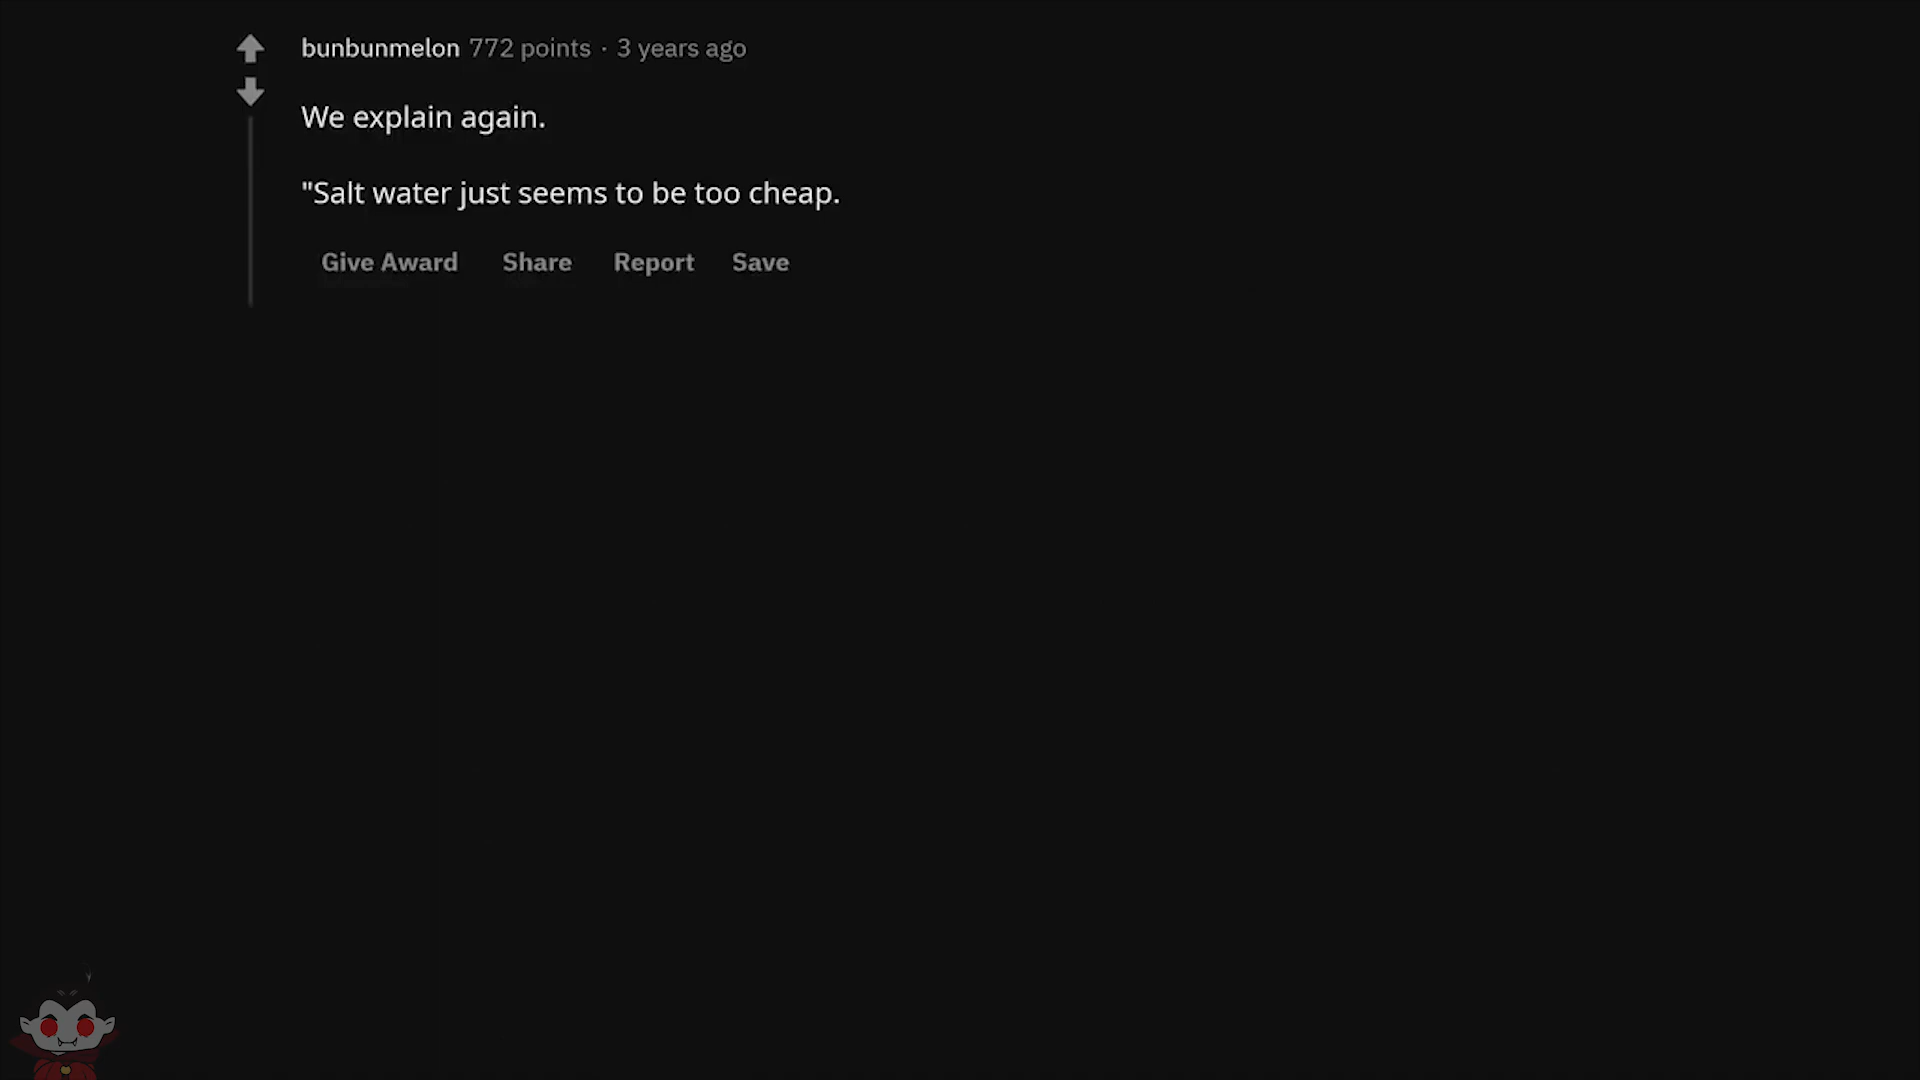 bunbunmelon 772 points · 3 years ago
We explain again.
"Salt water just seems to be too cheap.
Give Award Share Report Save